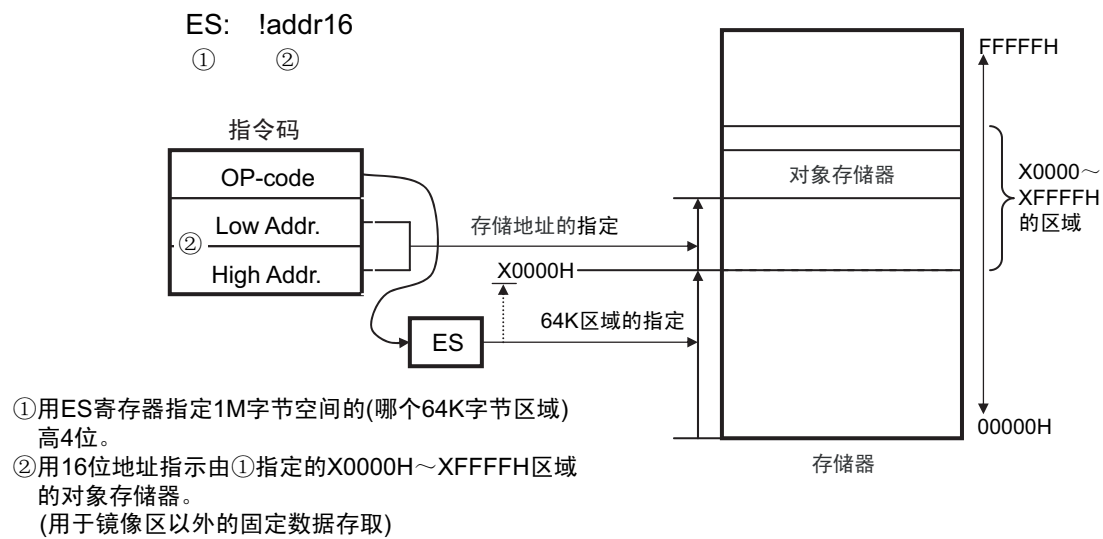 ES: !addr16
① ②
指令码
OP-code
Low Addr.
②
High Addr.
ES
存储地址的指定
X0000H
64K区域的指定
FFFFFH
对象存储器
X0000～
XFFFFH
的区域
00000H
存储器
①用ES寄存器指定1M字节空间的(哪个64K字节区域)
高4位。
②用16位地址指示由①指定的X0000H～XFFFFH区域
的对象存储器。
(用于镜像区以外的固定数据存取)